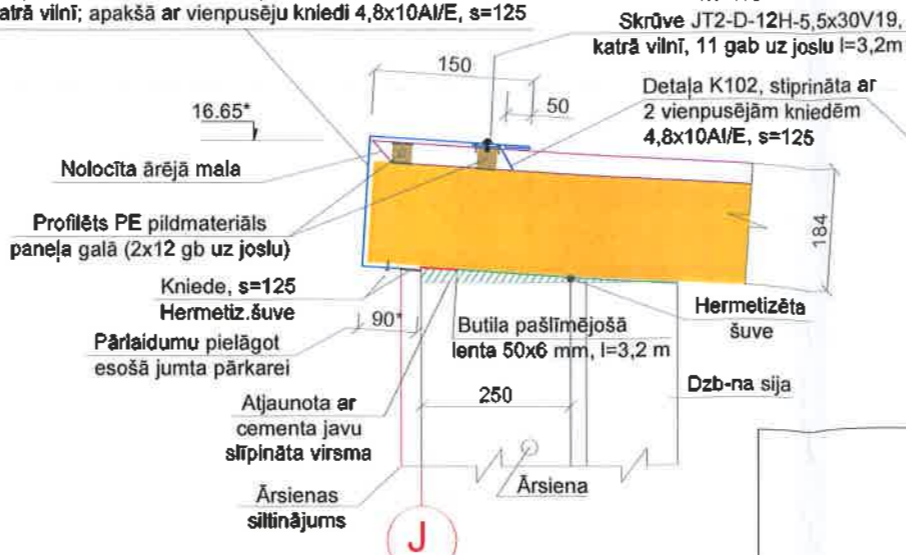 atrā vilnī; apakšā ar vienpusēju kniedi 4,8x10Al/E, s=125
Skrūve JT2-D-12H-5,5x30V19,
katrā vilnī, 11 gab uz joslu l=3,2m
150
50
Detaļa K102, stiprināta ar
2 vienpusējām kniedēm
4,8x10Al/E, s=125
16.65*
Nolocīta ārējā mala
Profilēts PE pildmateriāls
paneļa galā (2x12 gb uz joslu)
184
Kniede, s=125
Hermetiz.šuve
90*
Pārlaidumu pielāgot
esošā jumta pārkarei
Butila pašlīmējošā
lenta 50x6 mm, l=3,2 m
Hermetizēta
šuve
250
Dzb-na sija
Atjaunota ar
cementa javu
slīpināta virsma
Ārsiena
Ārsienas
siltinājums
J